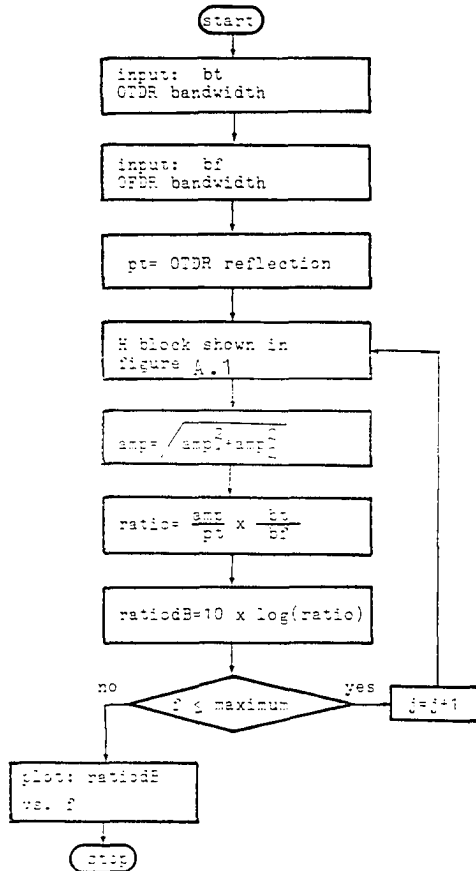 start
input: bt
OTDR bandwidth
input: bf
OFDR bandwidth
pt= OTDR reflection
H block shown in
figure A.1
ratio= amp/pt x bt/bf
ratiodB=10 x log(ratio)
no
f ≤ maximum
yes
j=j+1
plot: ratiodB
vs. f
stop